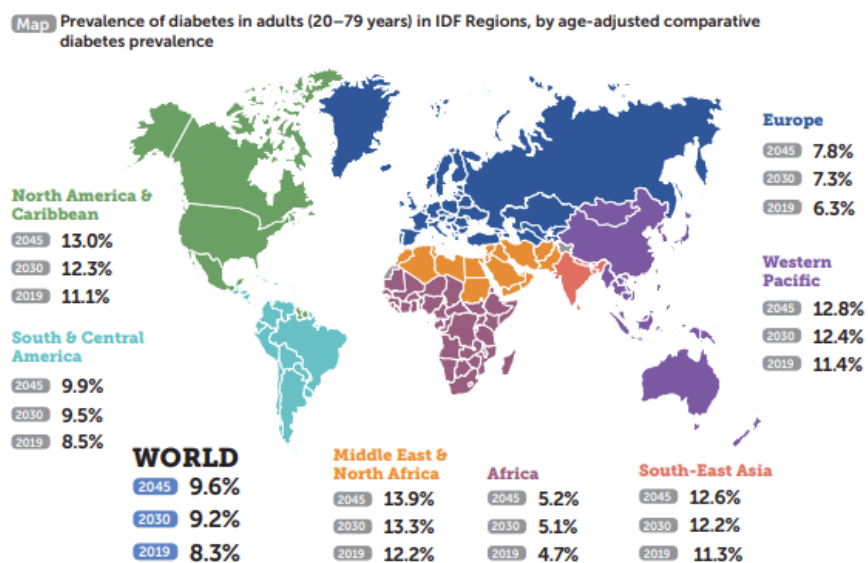 Map Prevalence of diabetes in adults (20–79 years) in IDF Regions, by age-adjusted comparative
diabetes prevalence
North America &
Caribbean
2045 13.0%
2030 12.3%
2019 11.1%
South & Central
America
2045 9.9%
2030 9.5%
2019 8.5%
WORLD
2045 9.6%
2030 9.2%
2019 8.3%
Middle East &
North Africa
2045 13.9%
2030 13.3%
2019 12.2%
Africa
2045 5.2%
2030 5.1%
2019 4.7%
South-East Asia
2045 12.6%
2030 12.2%
2019 11.3%
Europe
2045 7.8%
2030 7.3%
2019 6.3%
Western
Pacific
2045 12.8%
2030 12.4%
2019 11.4%